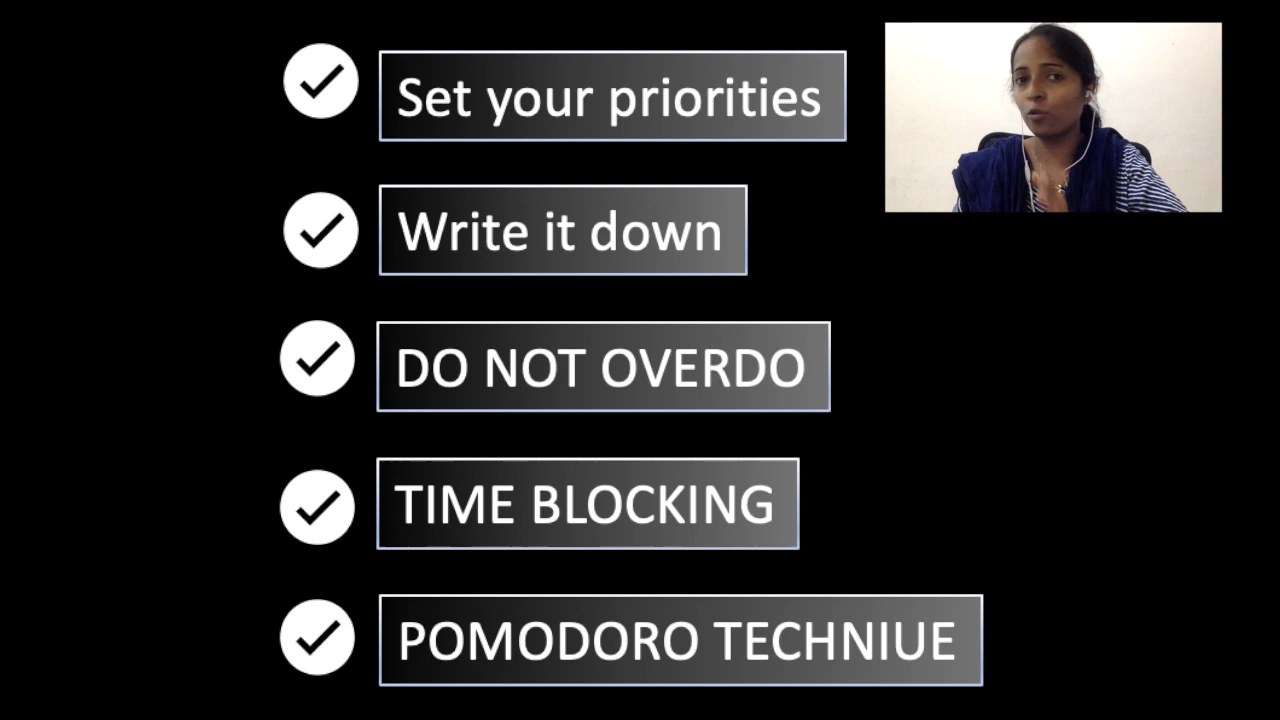 Set your priorities
Write it down
DO NOT OVERDO
TIME BLOCKING
POMODORO TECHNIUE